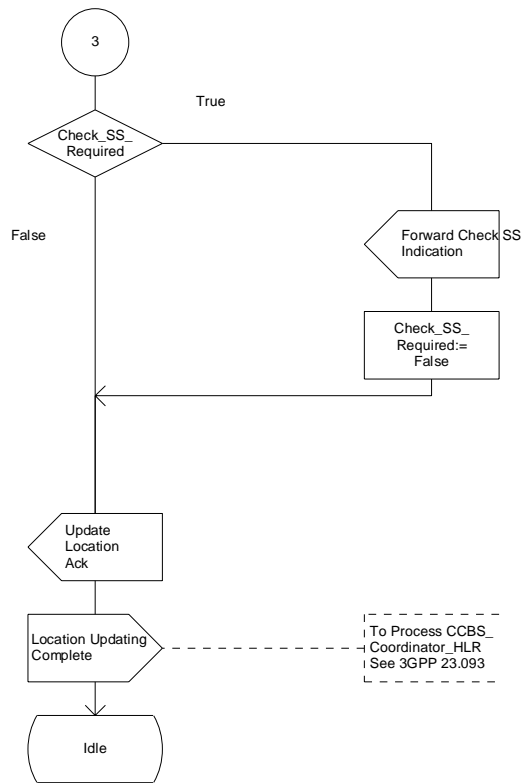 3
True
Check_SS_
Required
False
Forward Check SS
Indication
Check_SS_
Required:=
False
Update
Location
Ack
Location Updating
Complete
To Process CCBS_
Coordinator_HLR
See 3GPP 23.093
Idle